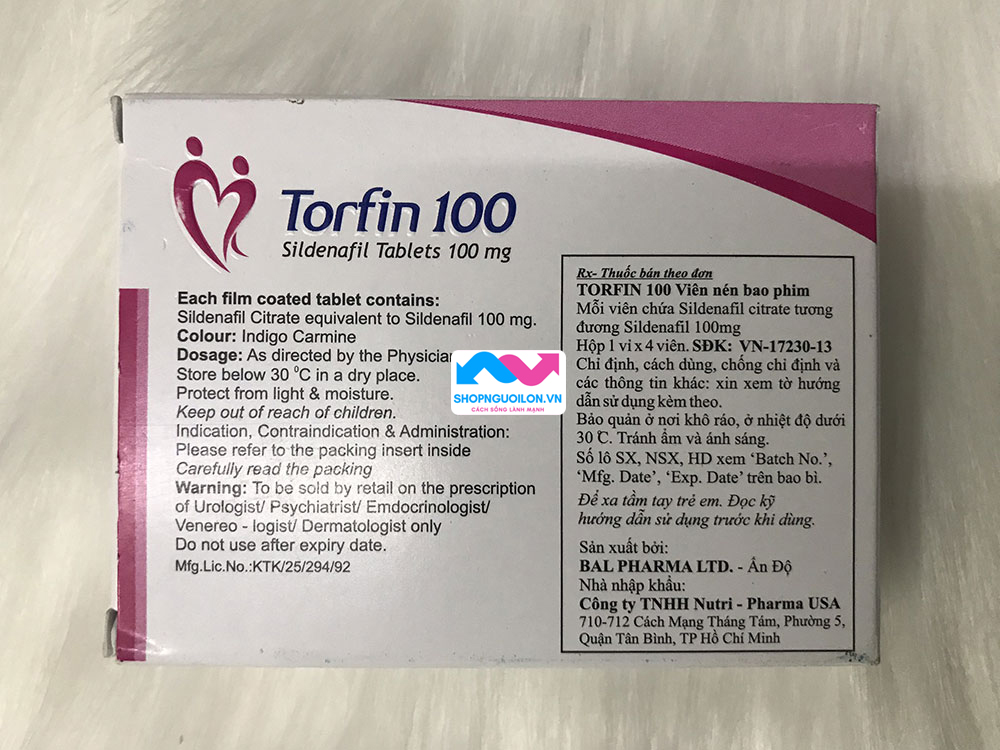 Torfin 100
Sildenafil Tablets 100 mg
Each film coated tablet contains:
Sildenafil Citrate equivalent to Sildenafil 100 mg.
Colour: Indigo Carmine
Dosage: As directed by the Physician
Store below 30 °C in a dry place.
Protect from light & moisture.
Keep out of reach of children.
Indication, Contraindication & Administration:
Please refer to the packing insert inside
Carefully read the packing
Warning: To be sold by retail on the prescription
of Urologist/ Psychiatrist/ Emdocrinologist/
Venereo - logist/ Dermatologist only
Do not use after expiry date.
Mfg.Lic.No.:KTK/25/294/92
SHOPNGUOILON.VN
CÁCH SỐNG LÀNH MẠNH
Rx- Thuốc bán theo đơn
TORFIN 100 Viên nén bao phim
Mỗi viên chứa Sildenafil citrate tương
đương Sildenafil 100mg
Hộp 1 vỉ x 4 viên. SĐK: VN-17230-13
Chỉ định, cách dùng, chống chỉ định và
các thông tin khác: xin xem tờ hướng
dẫn sử dụng kèm theo.
Bảo quản ở nơi khô ráo, ở nhiệt độ dưới
30°C. Tránh ẩm và ánh sáng.
Số lô SX, NSX, HD xem ‘Batch No.’,
‘Mfg. Date’, ‘Exp. Date’ trên bao bì.
Để xa tầm tay trẻ em. Đọc kỹ
hướng dẫn sử dụng trước khi dùng.
Sản xuất bởi:
BAL PHARMA LTD. - Ấn Độ
Nhà nhập khẩu:
Công ty TNHH Nutri - Pharma USA
710-712 Cách Mạng Tháng Tám, Phường 5,
Quận Tân Bình, TP Hồ Chí Minh